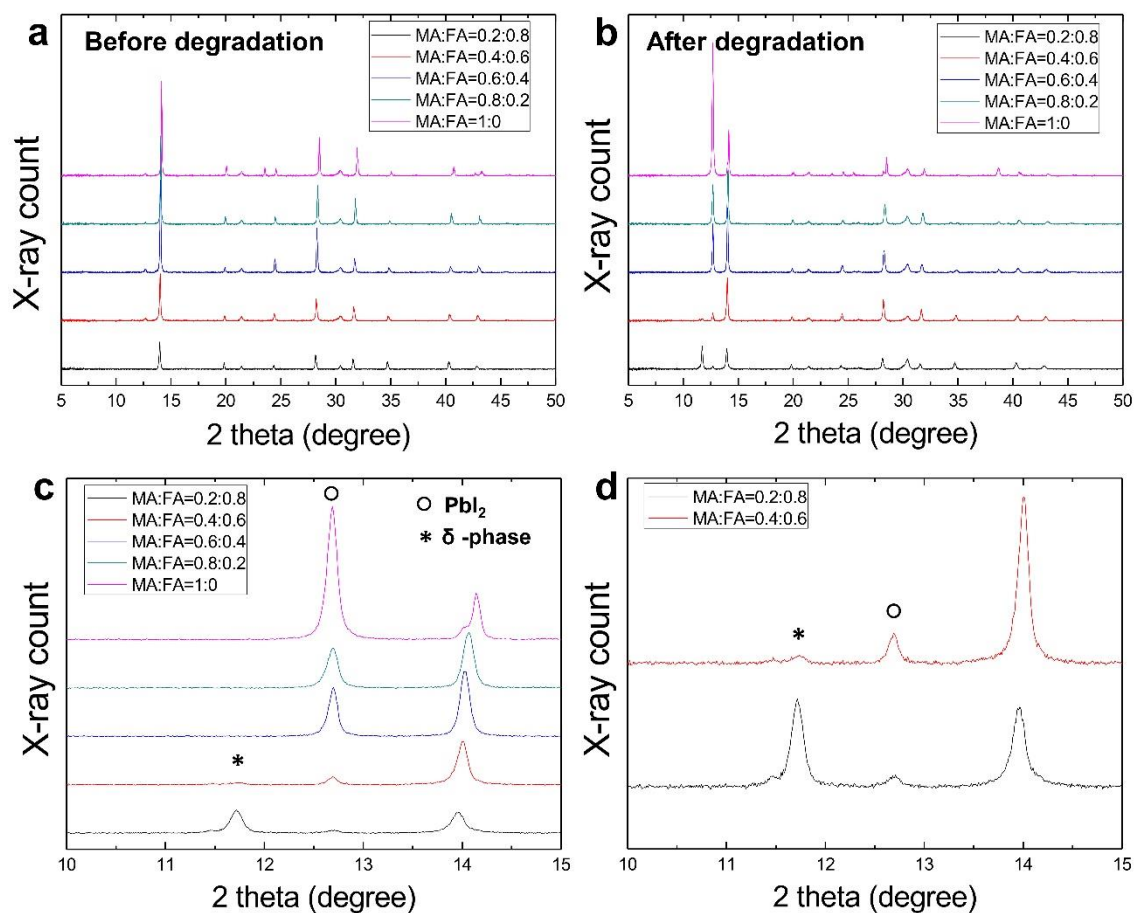 a
Before degradation
MA:FA=0.2:0.8
MA:FA=0.4:0.6
MA:FA=0.6:0.4
MA:FA=0.8:0.2
MA:FA=1:0
X-ray count
5 10 15 20 25 30 35 40 45 50
2 theta (degree)
b
After degradation
MA:FA=0.2:0.8
MA:FA=0.4:0.6
MA:FA=0.6:0.4
MA:FA=0.8:0.2
MA:FA=1:0
X-ray count
5 10 15 20 25 30 35 40 45 50
2 theta (degree)
c
MA:FA=0.2:0.8
MA:FA=0.4:0.6
MA:FA=0.6:0.4
MA:FA=0.8:0.2
MA:FA=1:0
PbI₂
* δ -phase
*
X-ray count
10 11 12 13 14 15
2 theta (degree)
d
MA:FA=0.2:0.8
MA:FA=0.4:0.6
*
X-ray count
10 11 12 13 14 15
2 theta (degree)